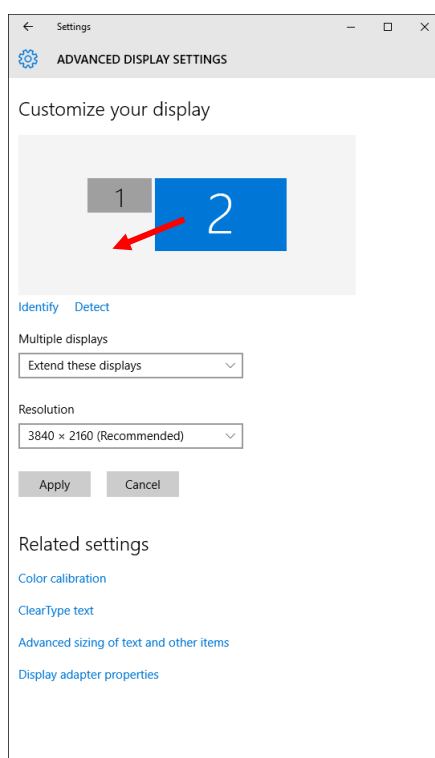 Settings
ADVANCED DISPLAY SETTINGS
Customize your display
1
2
Identify Detect
Multiple displays
Extend these displays
Resolution
3840 × 2160 (Recommended)
Apply Cancel
Related settings
Color calibration
ClearType text
Advanced sizing of text and other items
Display adapter properties